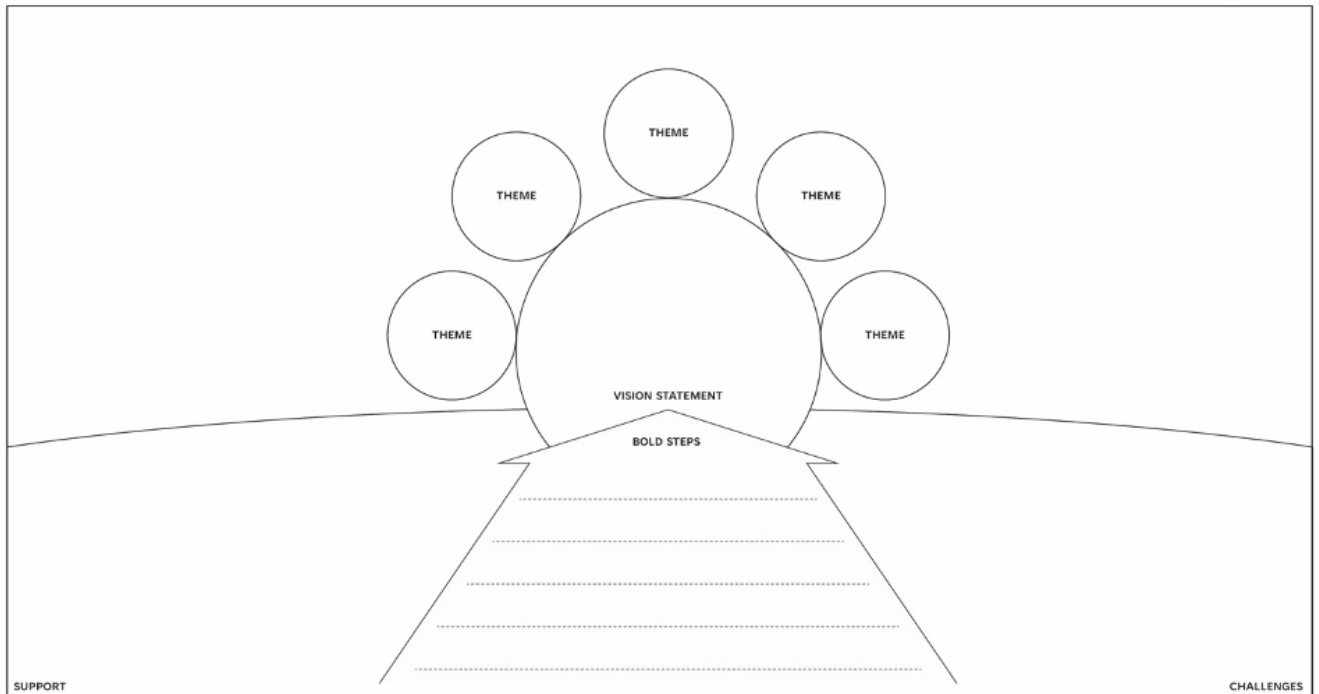 THEME
THEME
THEME
THEME
THEME
VISION STATEMENT
BOLD STEPS
SUPPORT
CHALLENGES